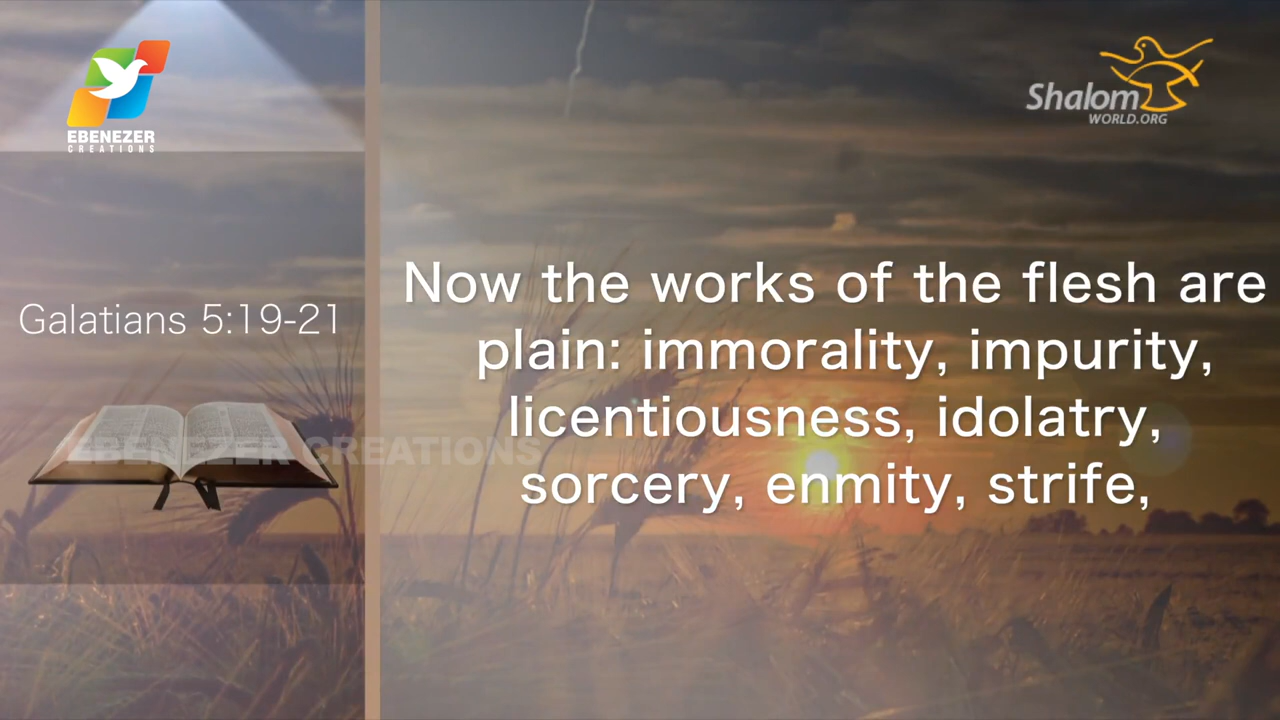 EBENEZER
CREATIONS
Shalom
WORLD.ORG
Galatians 5:19-21
Now the works of the flesh are
plain: immorality, impurity,
licentiousness, idolatry,
sorcery, enmity, strife,
EBENEZER CREATIONS